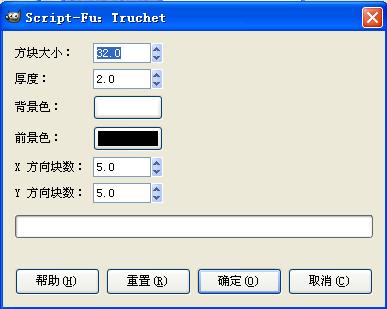 Script-Fu: Truchet
方块大小： 32.0
厚度： 2.0
背景色：
前景色：
X 方向块数： 5.0
Y 方向块数： 5.0
帮助(H) 重置(R) 确定(O) 取消(C)